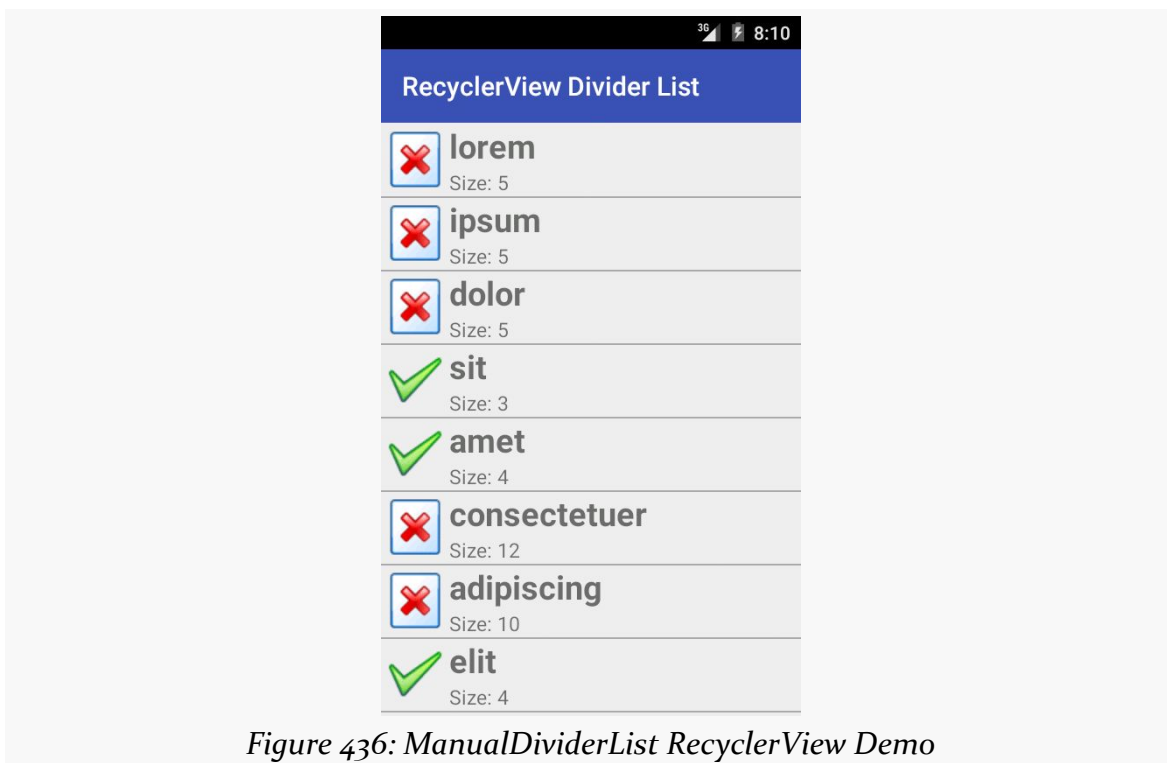 3G 8:10
RecyclerView Divider List
lorem
Size: 5
ipsum
Size: 5
dolor
Size: 5
sit
Size: 3
amet
Size: 4
consectetuer
Size: 12
adipiscing
Size: 10
elit
Size: 4
Figure 436: ManualDividerList RecyclerView Demo